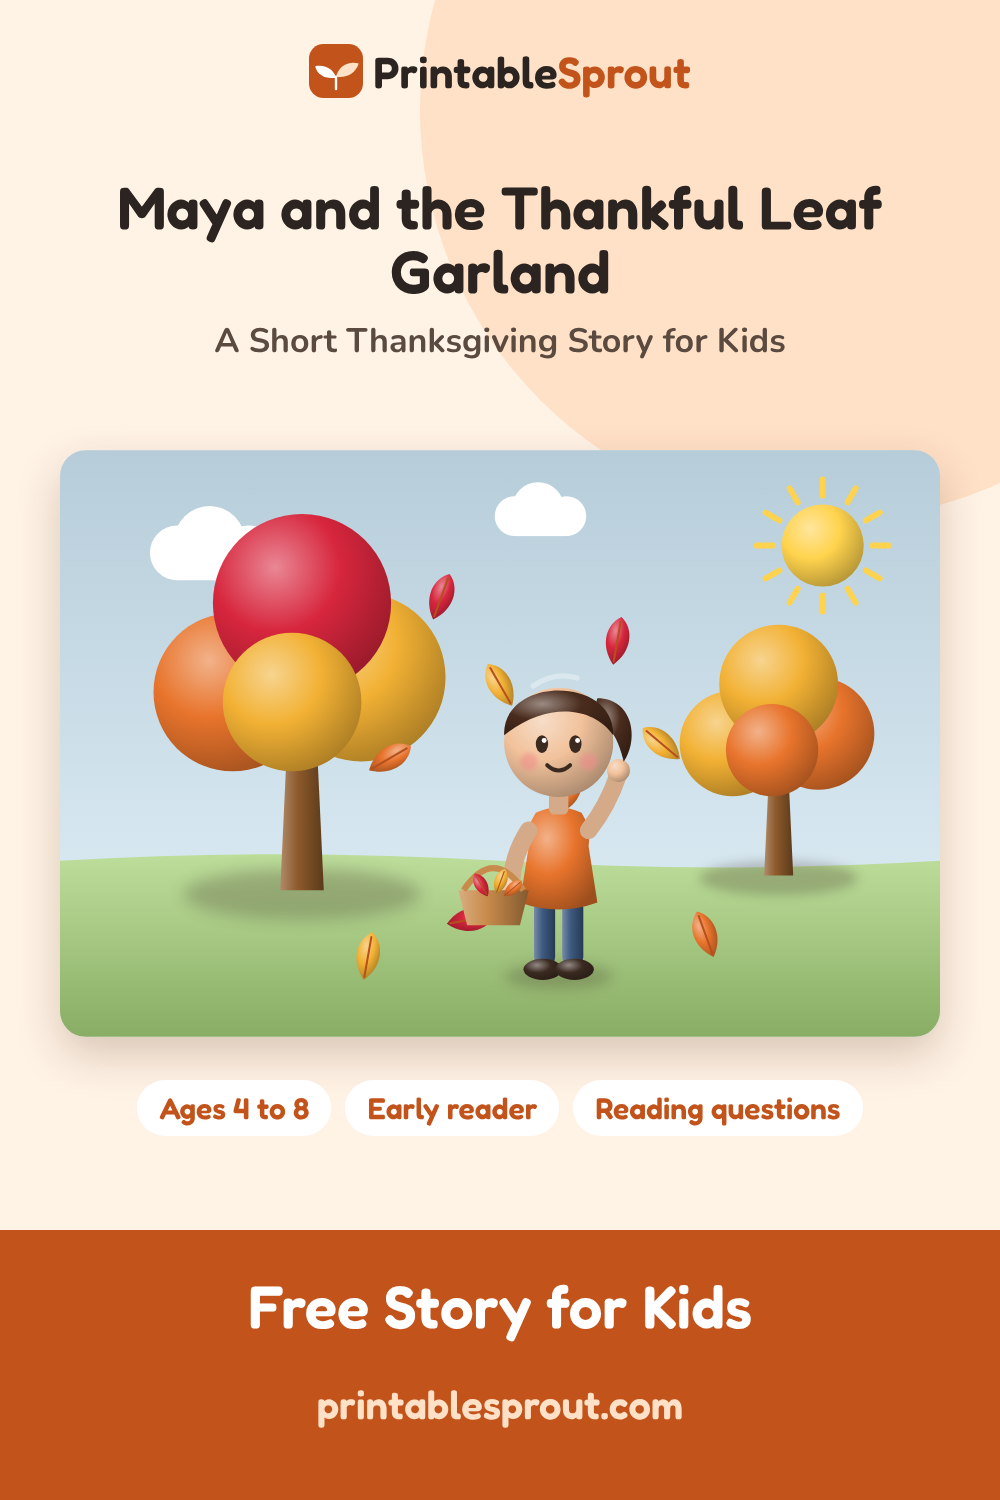 PrintableSprout
Maya and the Thankful Leaf
Garland
A Short Thanksgiving Story for Kids
Ages 4 to 8
Early reader
Reading questions
Free Story for Kids
printablesprout.com